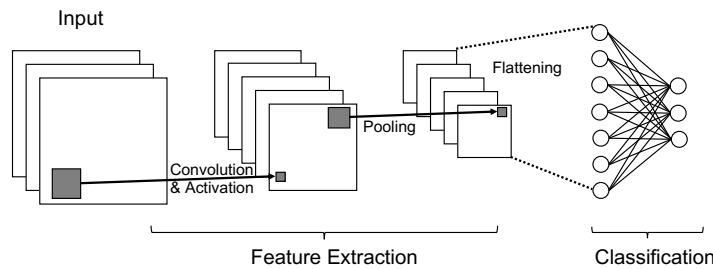 Input
Flattening
Pooling
Convolution
& Activation
Feature Extraction
Classification